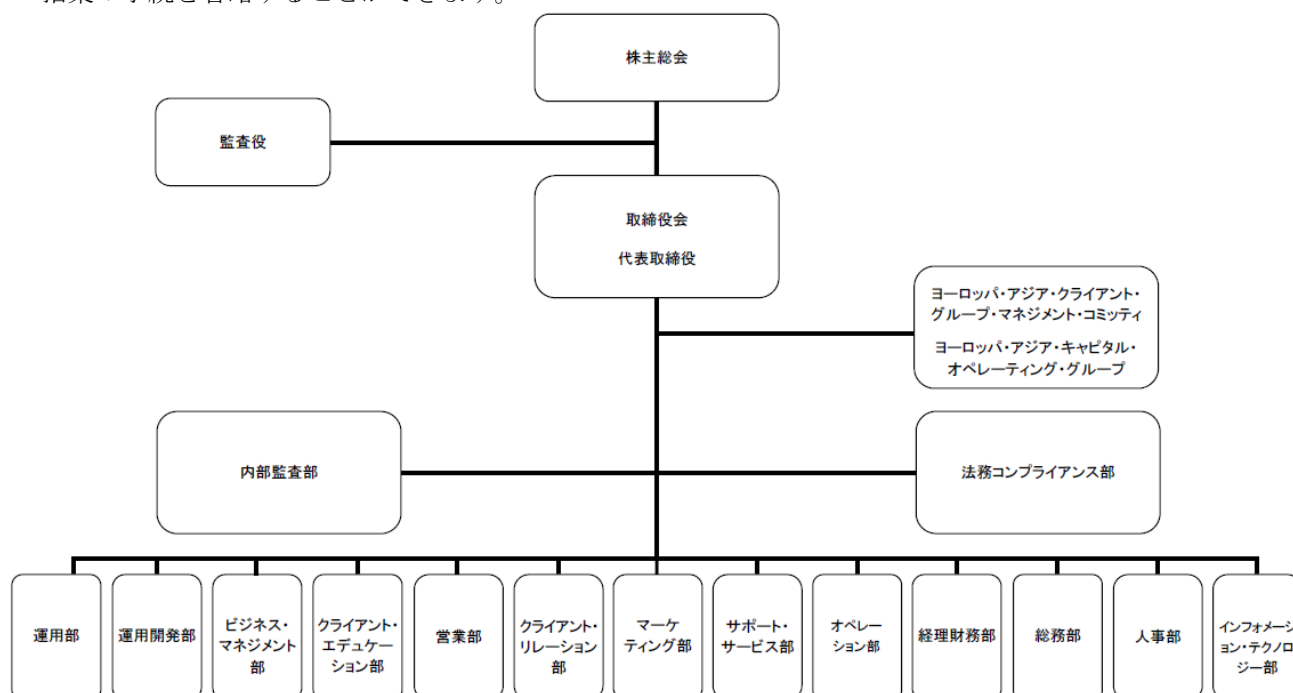 株主総会
監査役
取締役会
代表取締役
ヨーロッパ・アジア・クライアント・
グループ・マネジメント・コミッティ
ヨーロッパ・アジア・キャピタル・
オペレーティング・グループ
内部監査部
法務コンプライアンス部
運用部
運用開発部
ビジネス・
マネジメント
部
クライアント・
エデュケー
ション部
営業部
クライアント・
リレーション
部
マーケ
ティング部
サポート・
サービス部
オペレー
ション部
経理財務部
総務部
人事部
インフォメーシ
ョン・テクノロ
ジー部